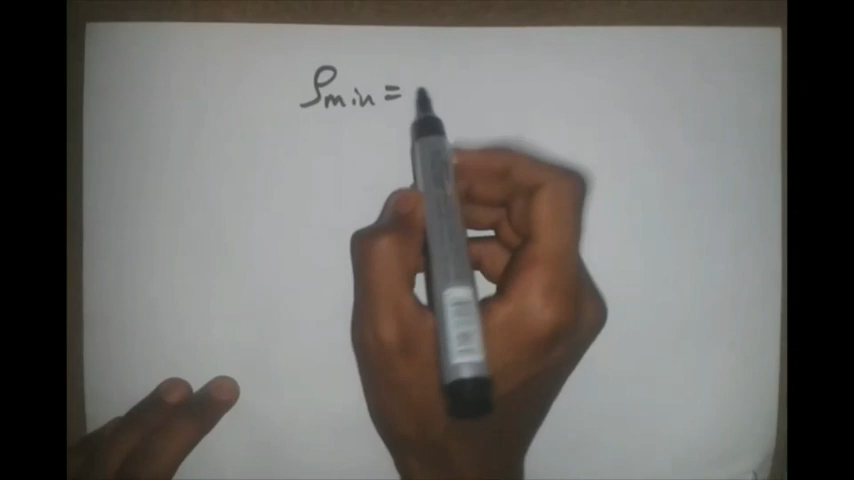 ρmin =